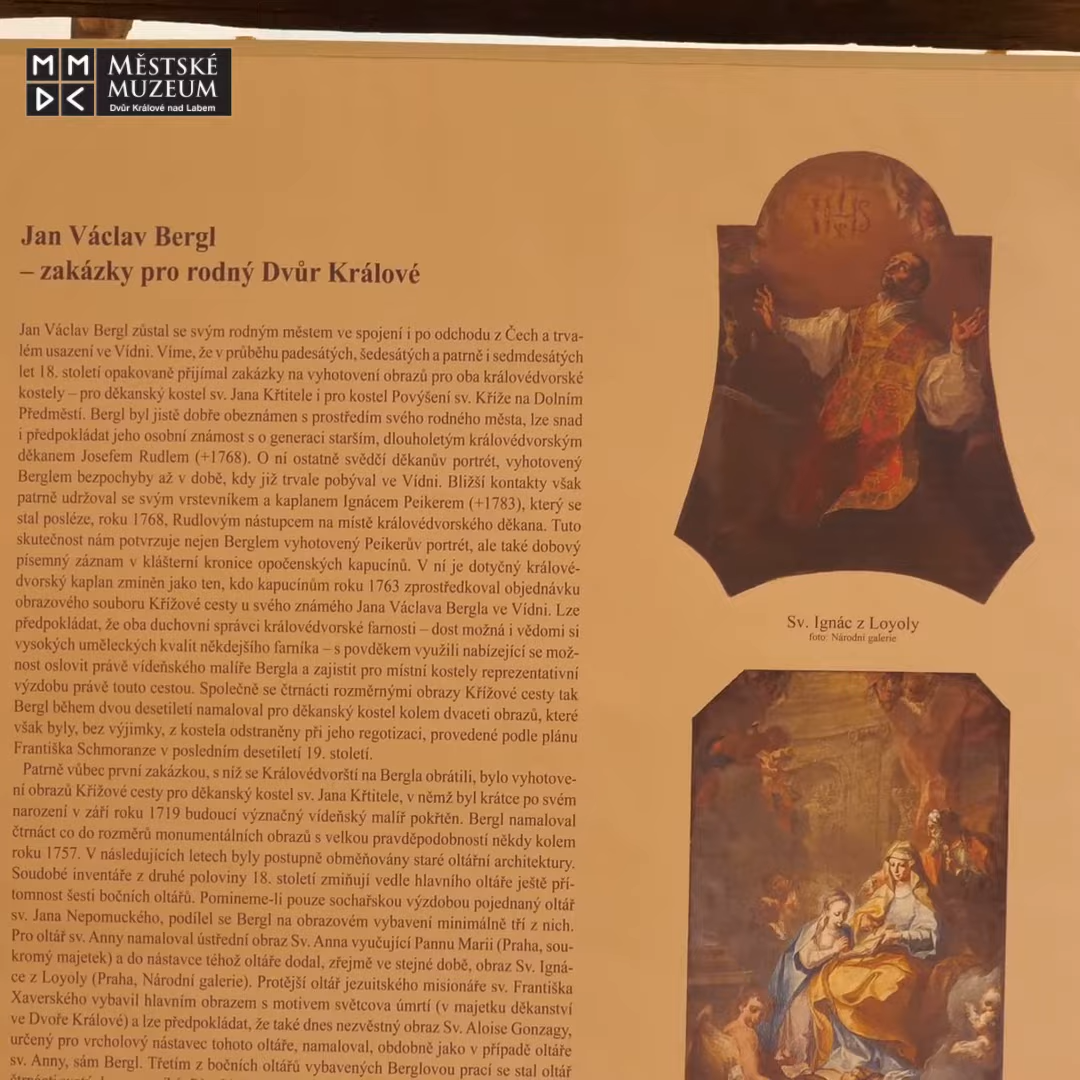 MĚSTSKÉ
MUZEUM
Dvůr Králové nad Labem
MM
D<
Jan Václav Bergl
– zakázky pro rodný Dvůr Králové
Jan Václav Bergl zůstal se svým rodným městem ve spojení i po odchodu z Čech a trva-
lém usazení ve Vídni. Víme, že v průběhu padesátých, šedesátých a patrně i sedmdesátých
let 18. století opakovaně přijímal zakázky na vyhotovení obrazů pro oba královédvorské
kostely – pro děkanský kostel sv. Jana Křtitele i pro kostel Povýšení sv. Kříže na Dolním
Předměstí. Bergl byl jistě dobře obeznámen s prostředím svého rodného města, lze snad
i předpokládat jeho osobní známost s o generaci starším, dlouholetým královédvorským
děkanem Josefem Rudlem (+1768). O ní ostatně svědčí děkanův portrét, vyhotovený
Berglem bezpochyby až v době, kdy již trvale pobýval ve Vídni. Bližší kontakty však
patrně udržoval se svým vrstevníkem a kaplanem Ignácem Peikerem (+1783), který se
stal posléze, roku 1768, Rudlovým nástupcem na místě královédvorského děkana. Tuto
skutečnost nám potvrzuje nejen Berglem vyhotovený Peikerův portrét, ale také dobový
písemný záznam v klášterní kronice opočenských kapucínů. V ní je dotyčný králové-
dvorský kaplan zmíněn jako ten, kdo kapucínům roku 1763 zprostředkoval objednávku
obrazového souboru Křížové cesty u svého známého Jana Václava Bergla ve Vídni. Lze
předpokládat, že oba duchovní správci královédvorské farnosti – dost možná i vědomi si
vysokých uměleckých kvalit někdejšího farníka – s povděkem využili nabízející se mož-
nost oslovit právě vídeňského malíře Bergla a zajistit pro místní kostely reprezentativní
výzdobu právě touto cestou. Společně se čtrnácti rozměrnými obrazy Křížové cesty tak
Bergl během dvou desetiletí namaloval pro děkanský kostel kolem dvaceti obrazů, které
však byly, bez výjimky, z kostela odstraněny při jeho regotizaci, provedené podle plánu
Františka Schmoranze v posledním desetiletí 19. století.
Patrně vůbec první zakázkou, s níž se Královédvorští na Bergla obrátili, bylo vyhotove-
ní obrazů Křížové cesty pro děkanský kostel sv. Jana Křtitele, v němž byl krátce po svém
narození v září roku 1719 budoucí význačný vídeňský malíř pokřtěn. Bergl namaloval
čtrnáct co do rozměrů monumentálních obrazů s velkou pravděpodobností někdy kolem
roku 1757. V následujících letech byly postupně obměňovány staré oltářní architektury.
Soudobé inventáře z druhé poloviny 18. století zmiňují vedle hlavního oltáře ještě pří-
tomnost šesti bočních oltářů. Pomineme-li pouze sochařskou výzdobou pojednaný oltář
sv. Jana Nepomuckého, podílel se Bergl na obrazovém vybavení minimálně tří z nich.
Pro oltář sv. Anny namaloval ústřední obraz Sv. Anna vyučující Pannu Marii (Praha, sou-
kromý majetek) a do nástavce téhož oltáře dodal, zřejmě ve stejné době, obraz Sv. Igná-
ce z Loyoly (Praha, Národní galerie). Protější oltář jezuitského misionáře sv. Františka
Xaverského vybavil hlavním obrazem s motivem světcova úmrtí (v majetku děkanství
ve Dvoře Králové) a lze předpokládat, že také dnes nezvěstný obraz Sv. Aloise Gonzagy,
určený pro vrcholový nástavec tohoto oltáře, namaloval, obdobně jako v případě oltáře
sv. Anny, sám Bergl. Třetím z bočních oltářů vybavených Berglovou prací se stal oltář
IHS
Sv. Ignác z Loyoly
foto: Národní galerie